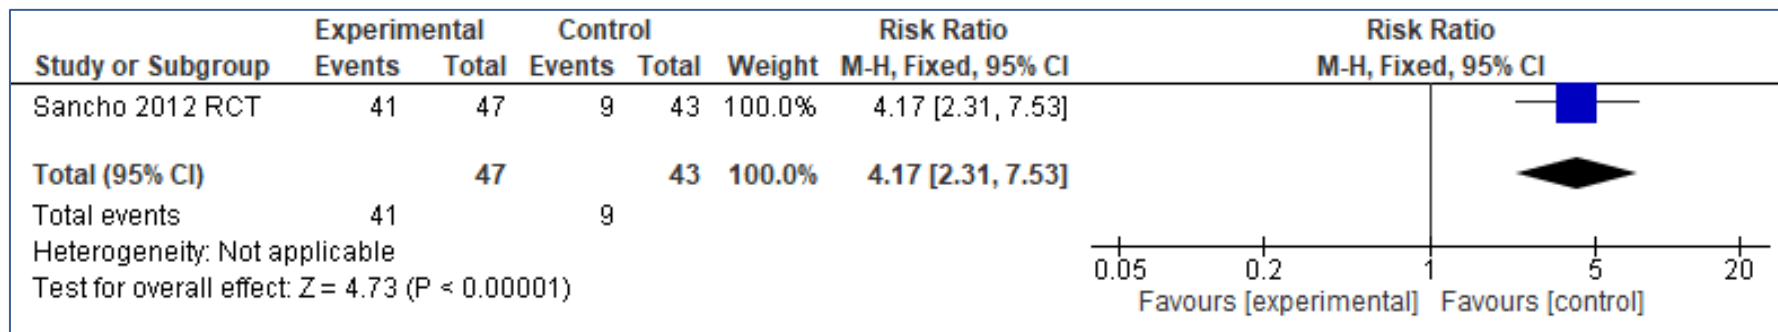 Experimental Control Risk Ratio Risk Ratio
Study or Subgroup Events Total Events Total Weight M-H, Fixed, 95% CI M-H, Fixed, 95% CI
Sancho 2012 RCT 41 47 9 43 100.0% 4.17 [2.31, 7.53]
Total (95% CI) 47 43 100.0% 4.17 [2.31, 7.53]
Total events 41 9
Heterogeneity: Not applicable
Test for overall effect: Z = 4.73 (P < 0.00001)
0.05 0.2 1 5 20
Favours [experimental] Favours [control]